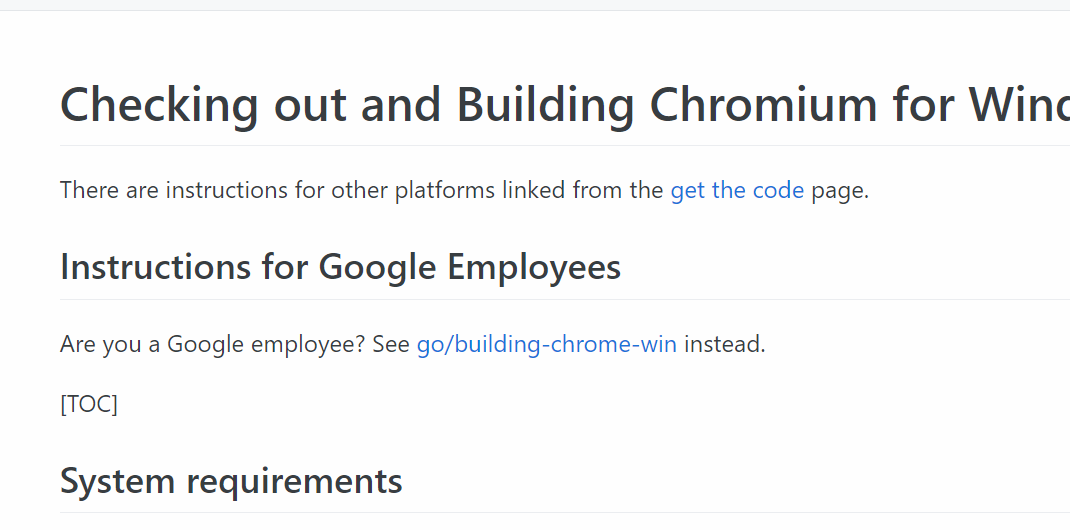 Checking out and Building Chromium for Wind
There are instructions for other platforms linked from the get the code page.
Instructions for Google Employees
Are you a Google employee? See go/building-chrome-win instead.
[TOC]
System requirements